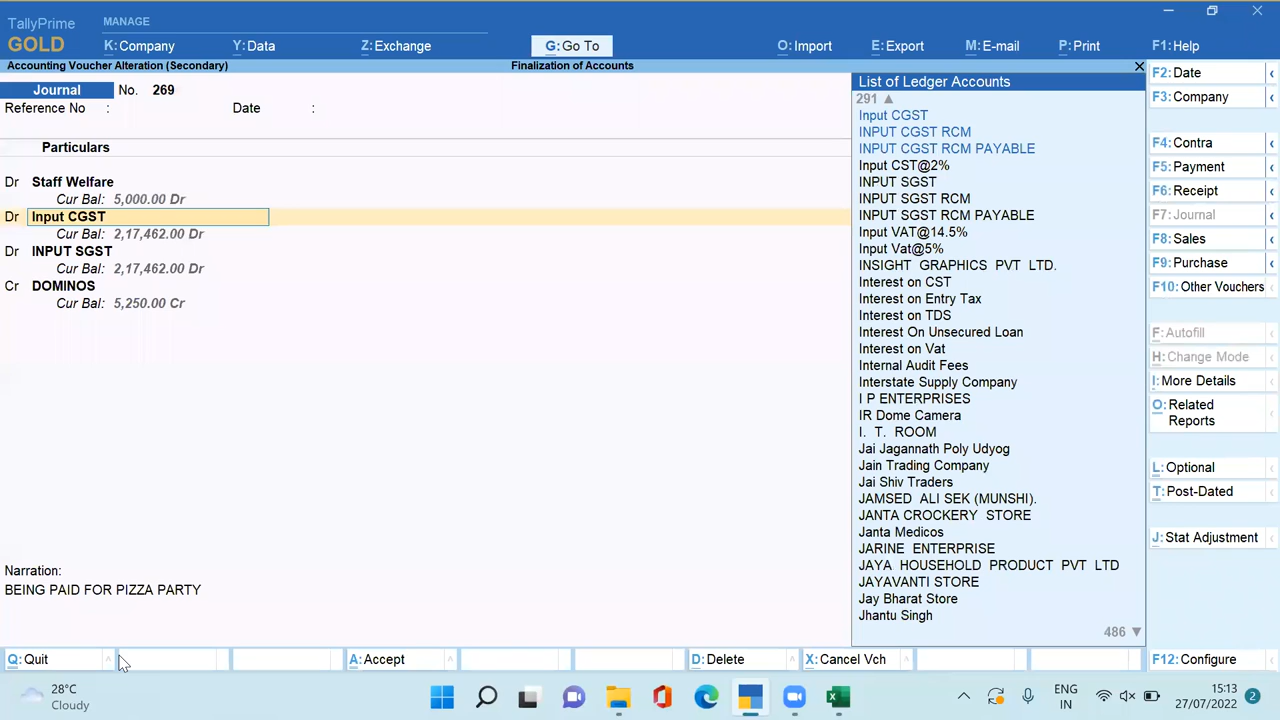 TallyPrime
GOLD
MANAGE
K:Company
Y:Data
Z:Exchange
G:Go To
O:Import
E:Export
M:E-mail
P:Print
F1:Help
Accounting Voucher Alteration (Secondary)
Finalization of Accounts
Journal No. 269
Reference No :
Date :
Particulars
Dr Staff Welfare
Cur Bal: 5,000.00 Dr
Dr Input CGST
Cur Bal: 2,17,462.00 Dr
Dr INPUT SGST
Cur Bal: 2,17,462.00 Dr
Cr DOMINOS
Cur Bal: 5,250.00 Cr
Narration:
BEING PAID FOR PIZZA PARTY
List of Ledger Accounts
291 ▲
Input CGST
INPUT CGST RCM
INPUT CGST RCM PAYABLE
Input CST@2%
INPUT SGST
INPUT SGST RCM
INPUT SGST RCM PAYABLE
Input VAT@14.5%
Input Vat@5%
INSIGHT GRAPHICS PVT LTD.
Interest on CST
Interest on Entry Tax
Interest on TDS
Interest On Unsecured Loan
Interest on Vat
Internal Audit Fees
Interstate Supply Company
I P ENTERPRISES
IR Dome Camera
I. T. ROOM
Jai Jagannath Poly Udyog
Jain Trading Company
Jai Shiv Traders
JAMSED ALI SEK (MUNSHI).
JANTA CROCKERY STORE
Janta Medicos
JARINE ENTERPRISE
JAYA HOUSEHOLD PRODUCT PVT LTD
JAYAVANTI STORE
Jay Bharat Store
Jhantu Singh
486 ▼
F2:Date
F3:Company
F4:Contra
F5:Payment
F6:Receipt
F7:Journal
F8:Sales
F9:Purchase
F10:Other Vouchers
F:Autofill
H:Change Mode
I:More Details
O:Related
Reports
L:Optional
T:Post-Dated
J:Stat Adjustment
Q:Quit
A:Accept
D:Delete
X:Cancel Vch
F12:Configure
28°C
Cloudy
ENG
IN
15:13
27/07/2022
2